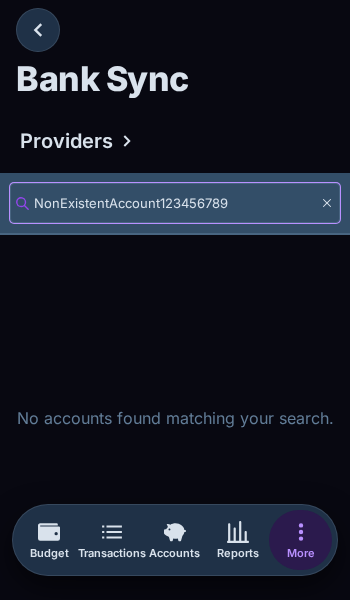 Bank Sync
Providers
NonExistentAccount123456789
No accounts found matching your search.
Budget Transactions Accounts Reports More